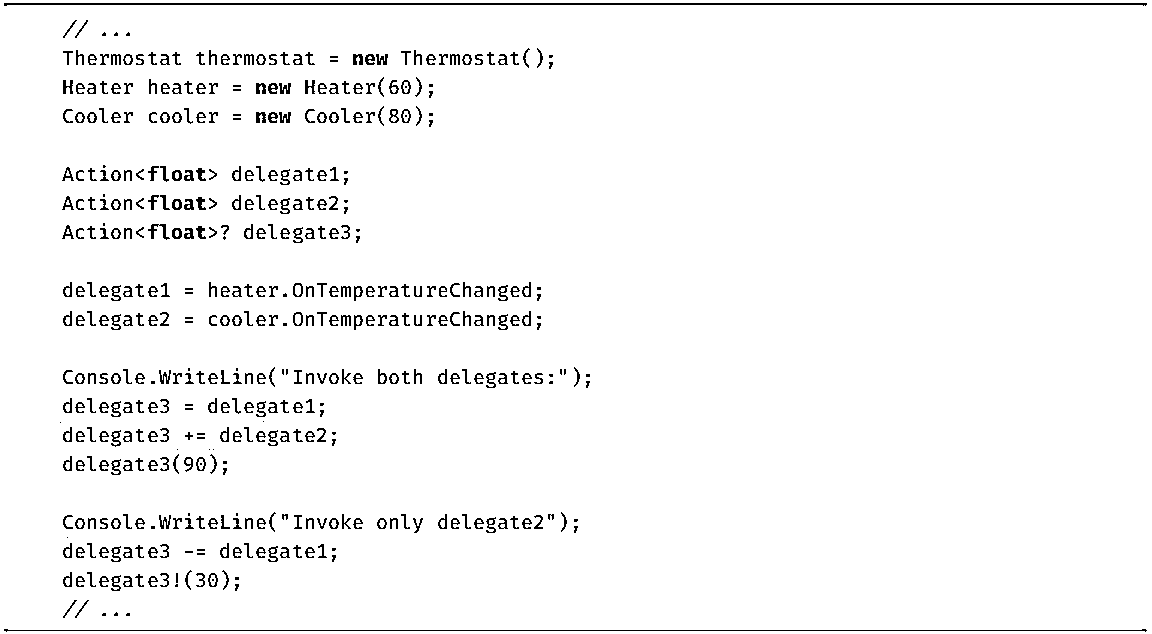 // ...
Thermostat thermostat = new Thermostat();
Heater heater = new Heater(60);
Cooler cooler = new Cooler(80);
Action<float> delegate1;
Action<float> delegate2;
Action<float>? delegate3;
delegate1 = heater.OnTemperatureChanged;
delegate2 = cooler.OnTemperatureChanged;
Console.WriteLine("Invoke both delegates:");
delegate3 = delegate1;
delegate3 += delegate2;
delegate3(90);
Console.WriteLine("Invoke only delegate2");
delegate3 -= delegate1;
delegate3!(30);
// ...